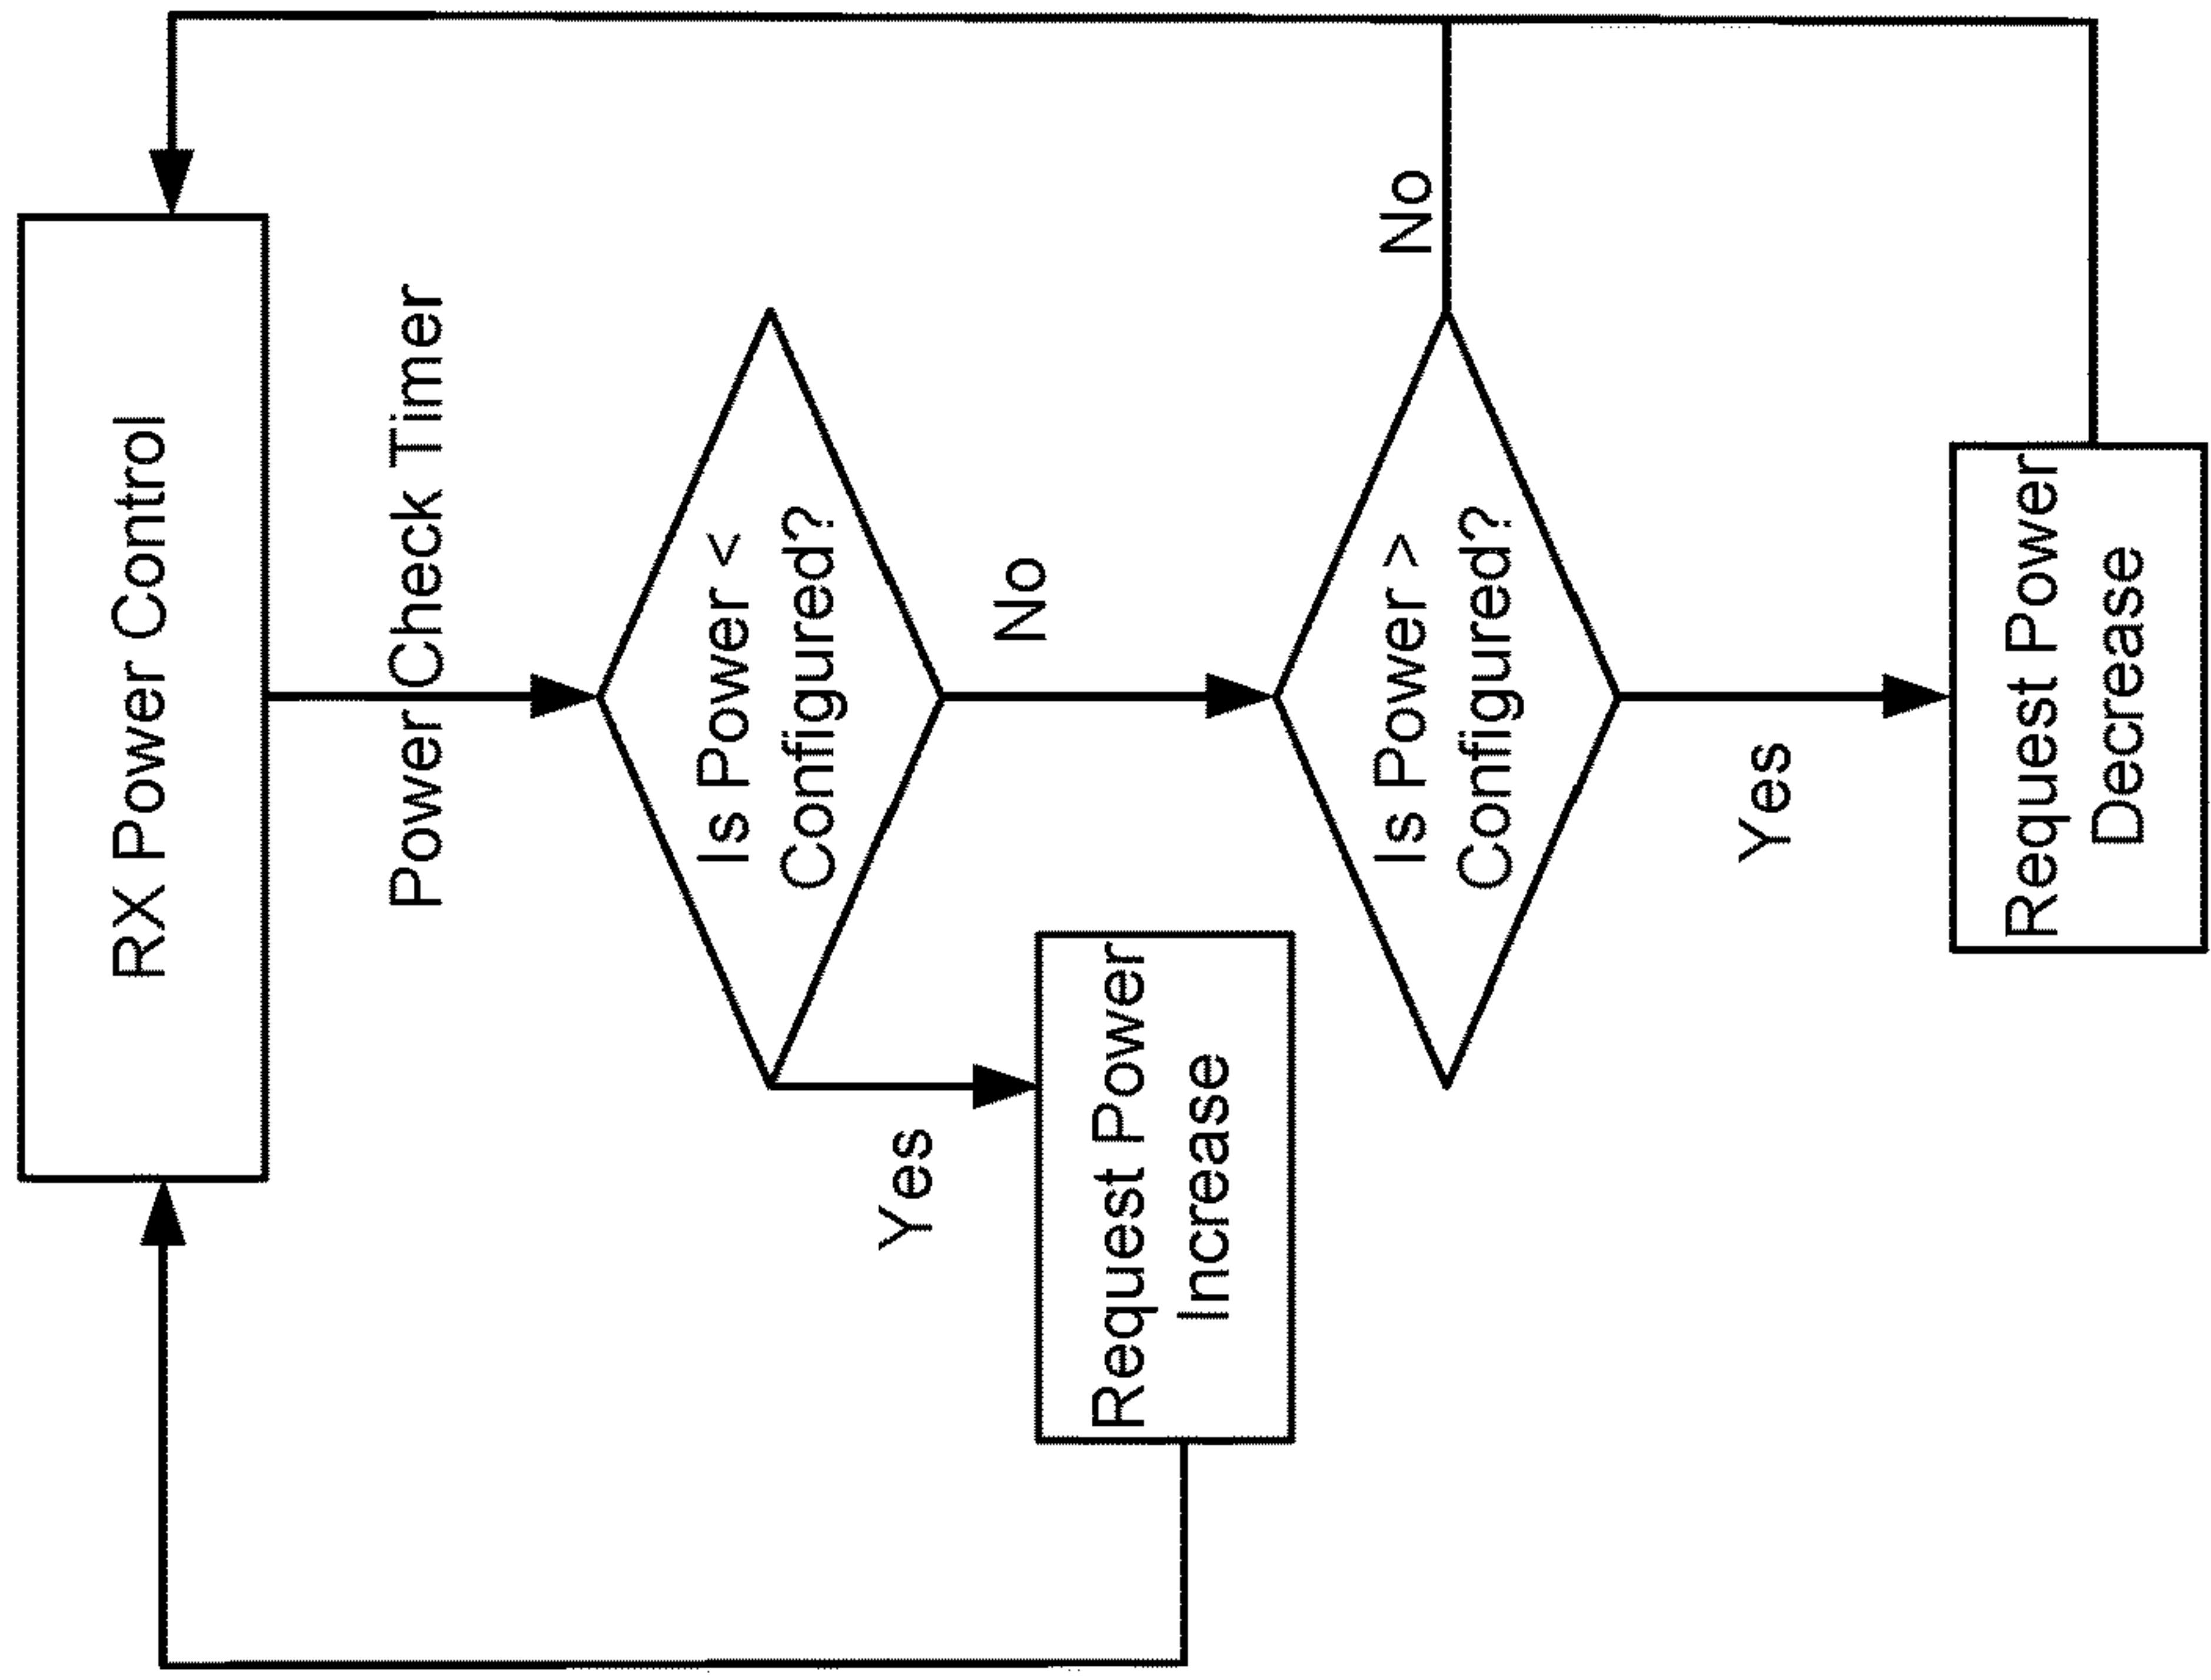 RX Power Control
Power Check Timer
Is Power <
Configured?
Yes
No
Request Power
Increase
Is Power >
Configured?
No
Yes
Request Power
Decrease